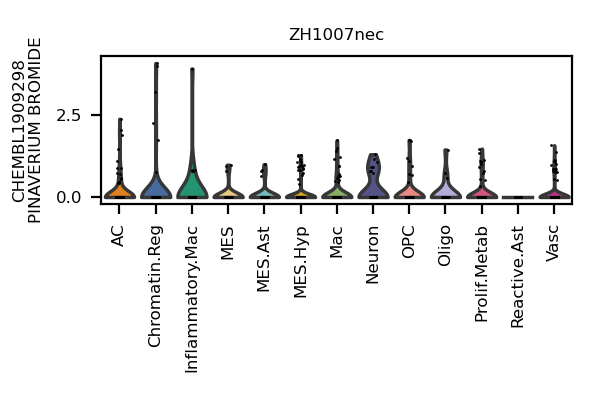 ZH1007nec
CHEMBL1909298
PINAVERIUM BROMIDE
2.5
0.0
AC
Chromatin.Reg
Inflammatory.Mac
MES
MES.Ast
MES.Hyp
Mac
Neuron
OPC
Oligo
Prolif.Metab
Reactive.Ast
Vasc